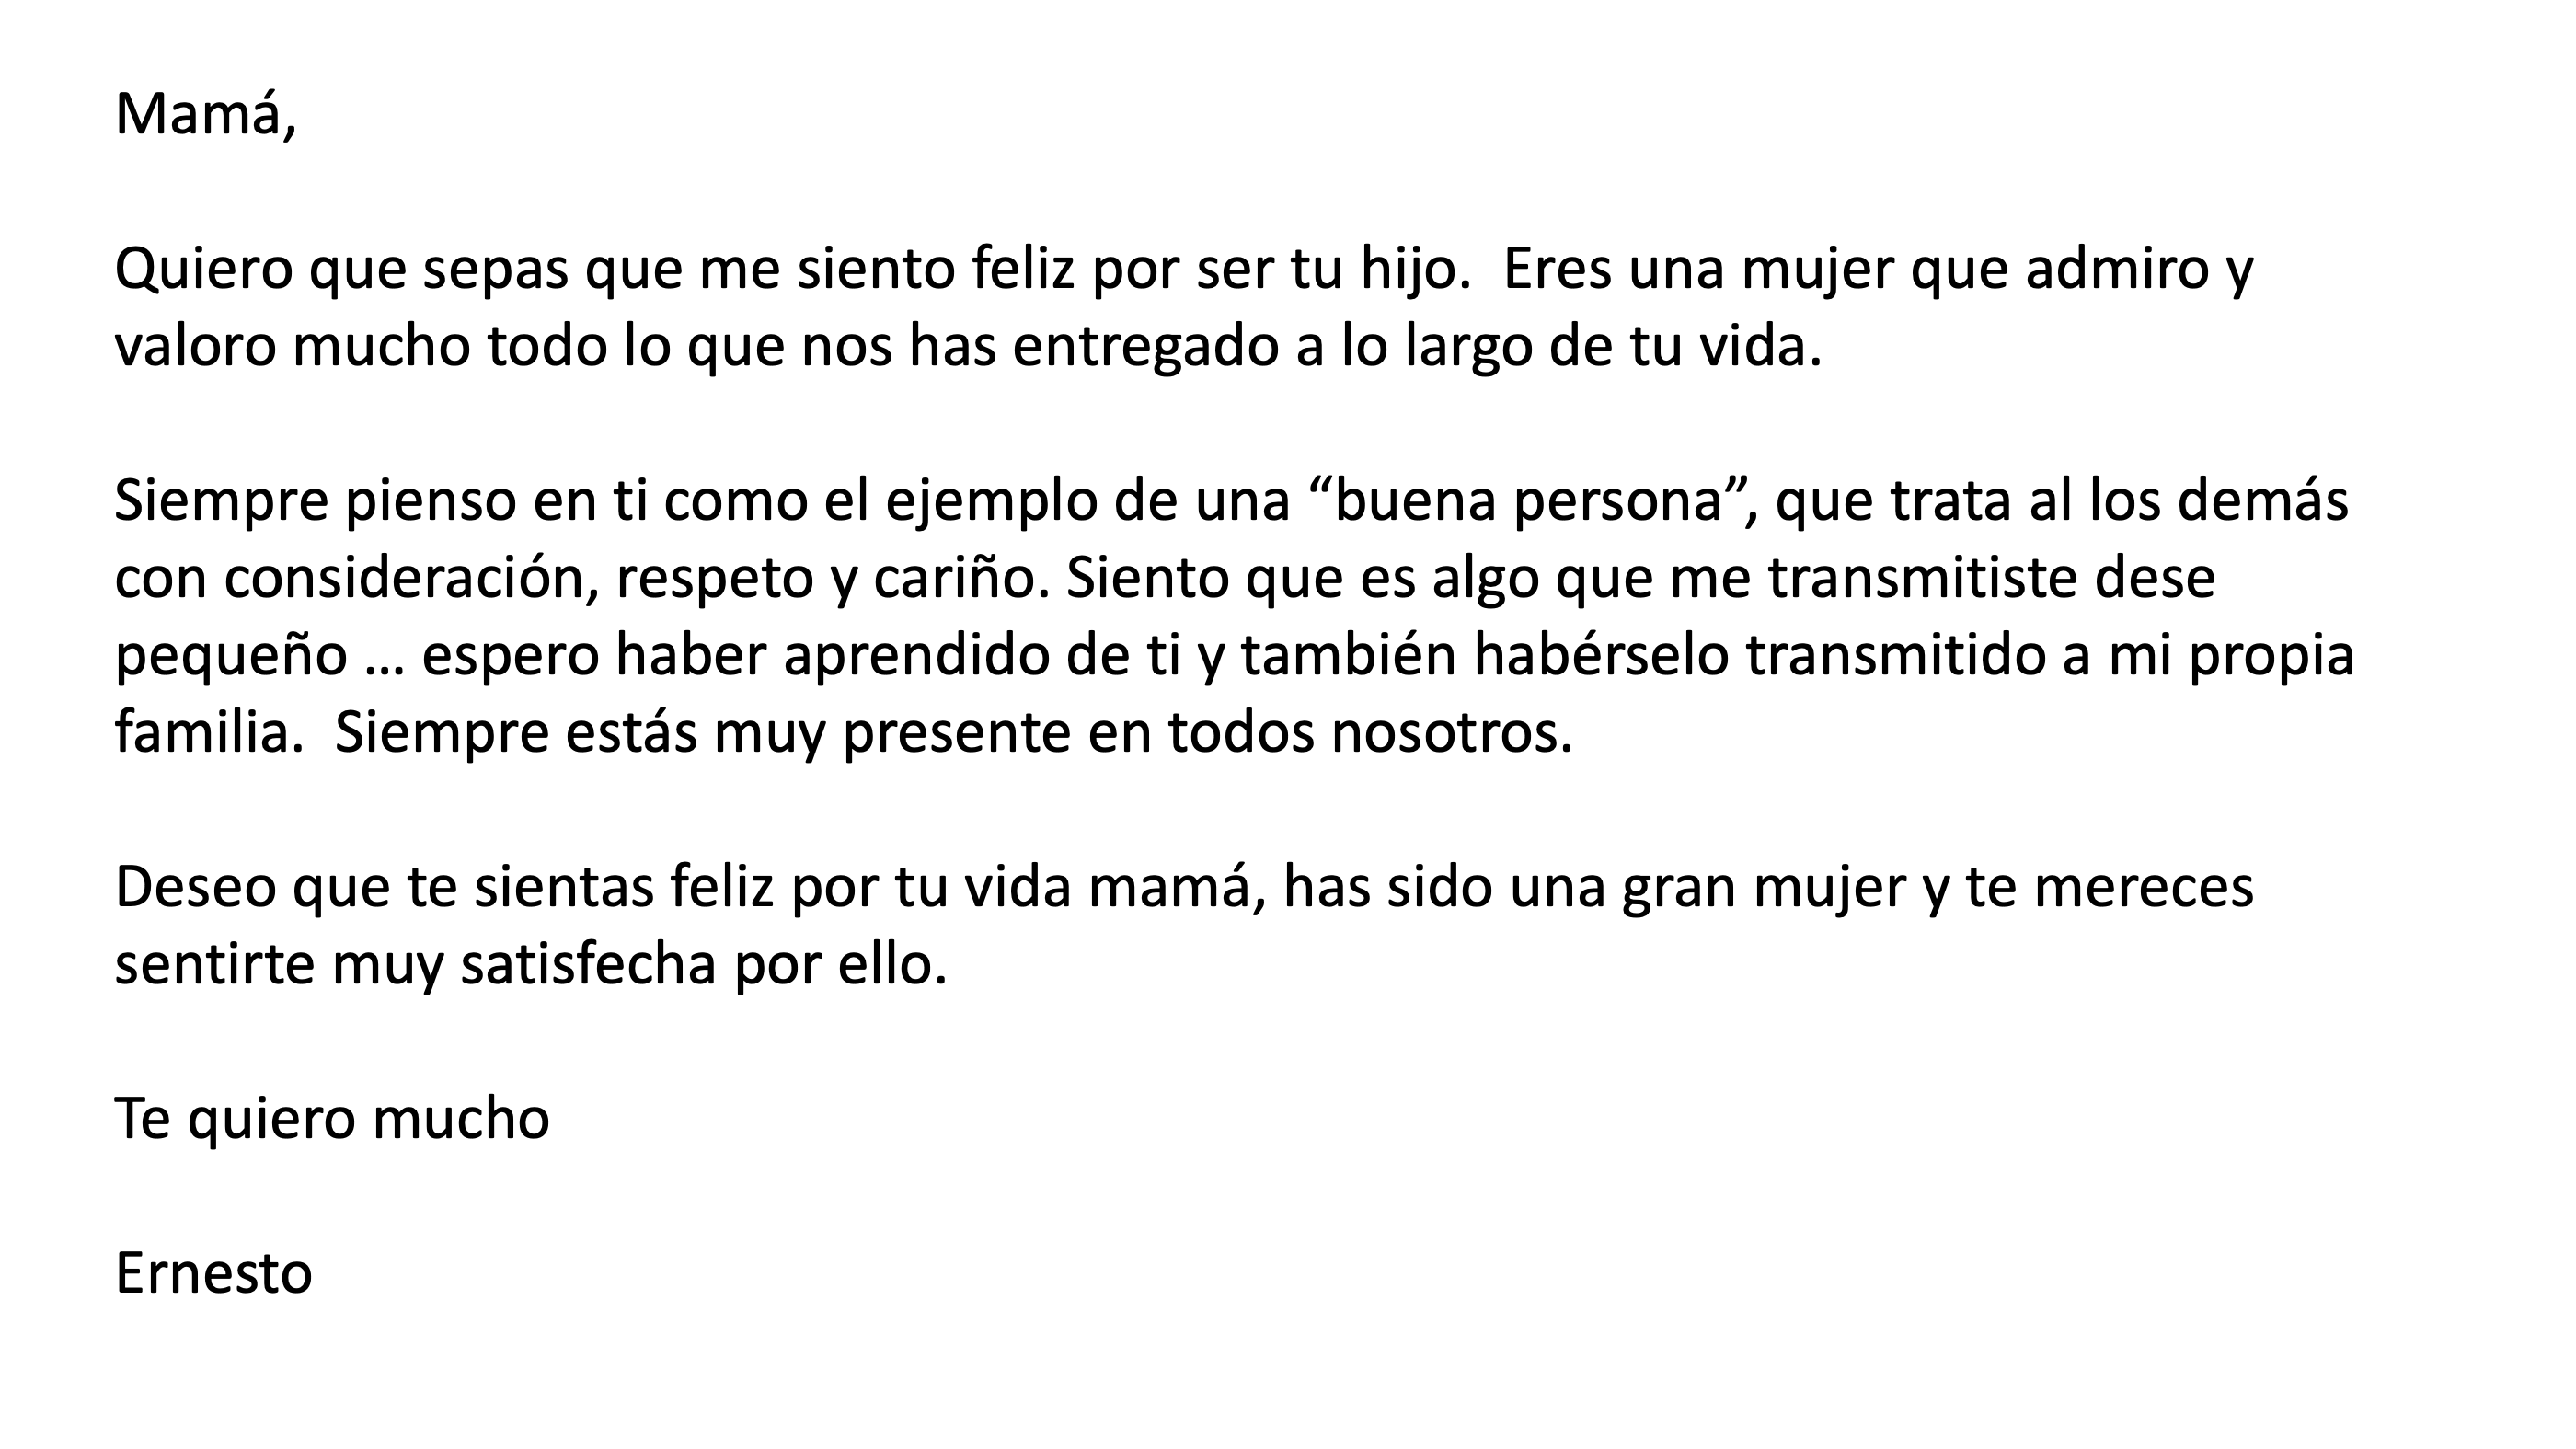 Mamá,
Quiero que sepas que me siento feliz por ser tu hijo.  Eres una mujer que admiro y
valoro mucho todo lo que nos has entregado a lo largo de tu vida.
Siempre pienso en ti como el ejemplo de una “buena persona”, que trata al los demás
con consideración, respeto y cariño. Siento que es algo que me transmitiste dese
pequeño … espero haber aprendido de ti y también habérselo transmitido a mi propia
familia.  Siempre estás muy presente en todos nosotros.
Deseo que te sientas feliz por tu vida mamá, has sido una gran mujer y te mereces
sentirte muy satisfecha por ello.
Te quiero mucho
Ernesto